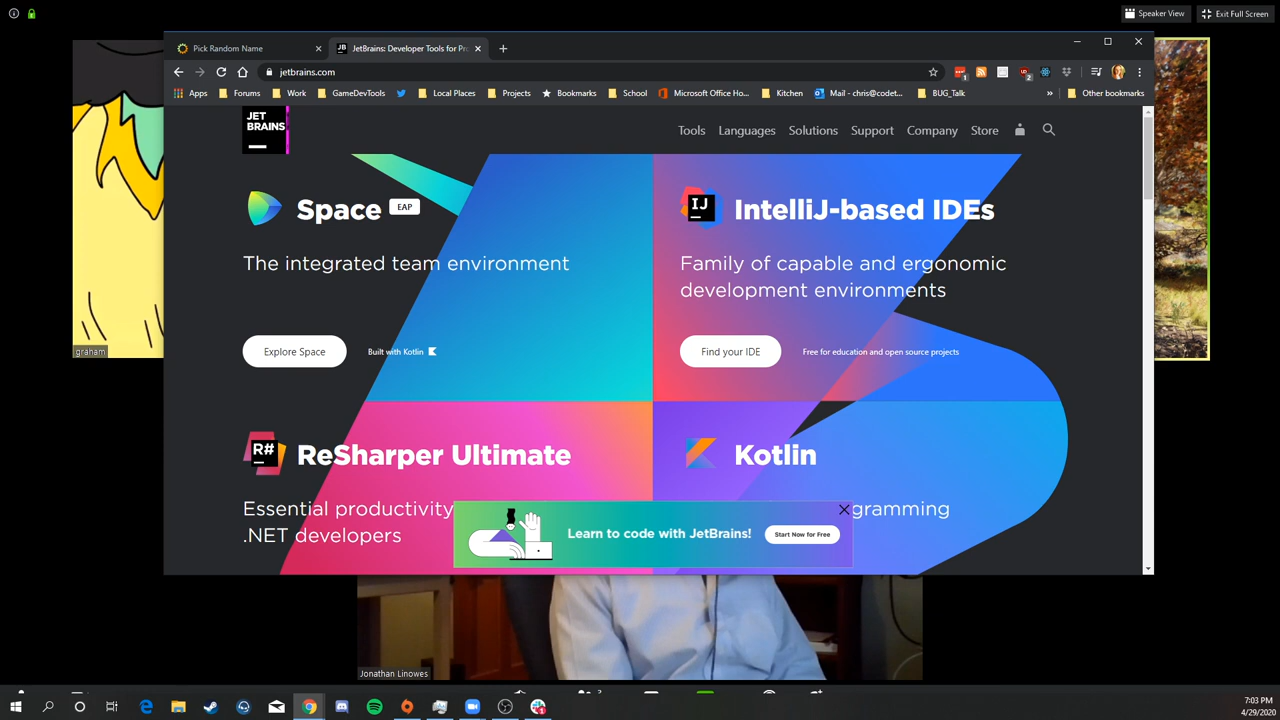 Speaker View
Exit Full Screen
Pick Random Name
JetBrains: Developer Tools for Pr
jetbrains.com
Apps
Forums
Work
GameDevTools
Local Places
Projects
Bookmarks
School
Microsoft Office Ho...
Kitchen
Mail - chris@codet...
BUG_Talk
»
Other bookmarks
JET
BRAINS
Tools
Languages
Solutions
Support
Company
Store
Space
EAP
The integrated team environment
Explore Space
Built with Kotlin
IJ
IntelliJ-based IDEs
Family of capable and ergonomic
development environments
Find your IDE
Free for education and open source projects
R#
ReSharper Ultimate
Essential productivity
.NET developers
Kotlin
gramming
Learn to code with JetBrains!
Start Now for Free
graham
Jonathan Linowes
7:03 PM
4/29/2020